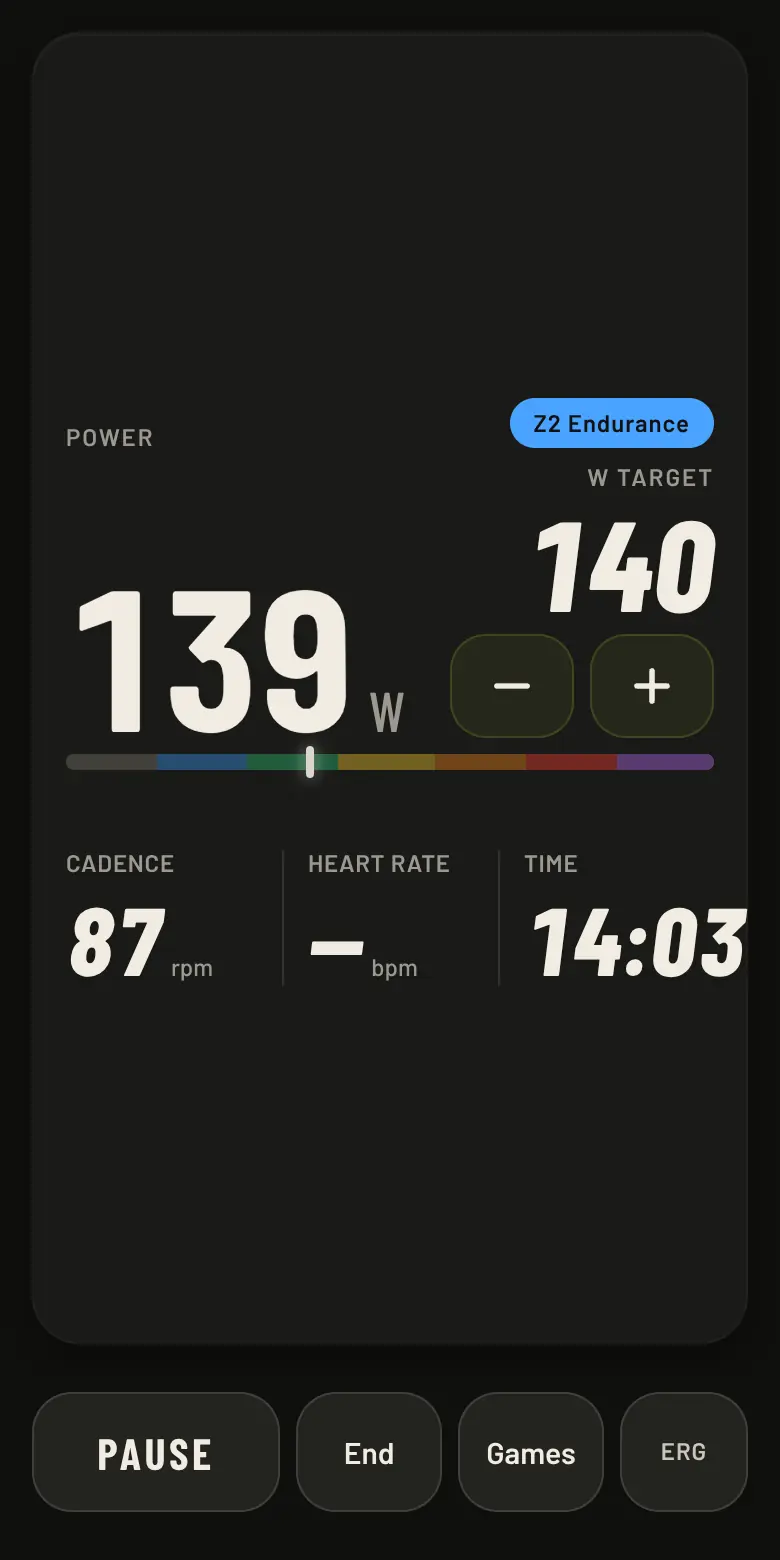 POWER
Z2 Endurance
W TARGET
140
139 W
− +
CADENCE
87 rpm
HEART RATE
– bpm
TIME
14:03
PAUSE
End
Games
ERG